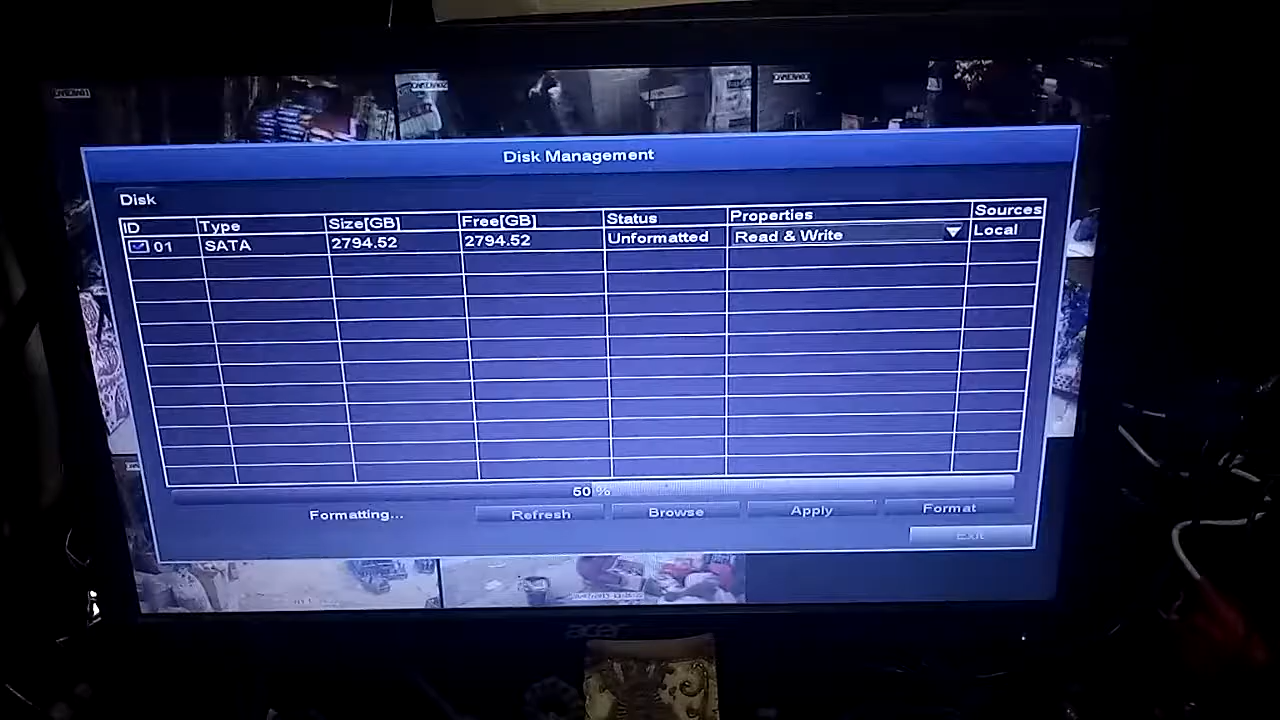 Disk Management
Disk
ID Type Size[GB] Free[GB] Status Properties Sources
01 SATA 2794.52 2794.52 Unformatted Read & Write Local
50 %
Formatting... Refresh Browse Apply Format
Exit
acer